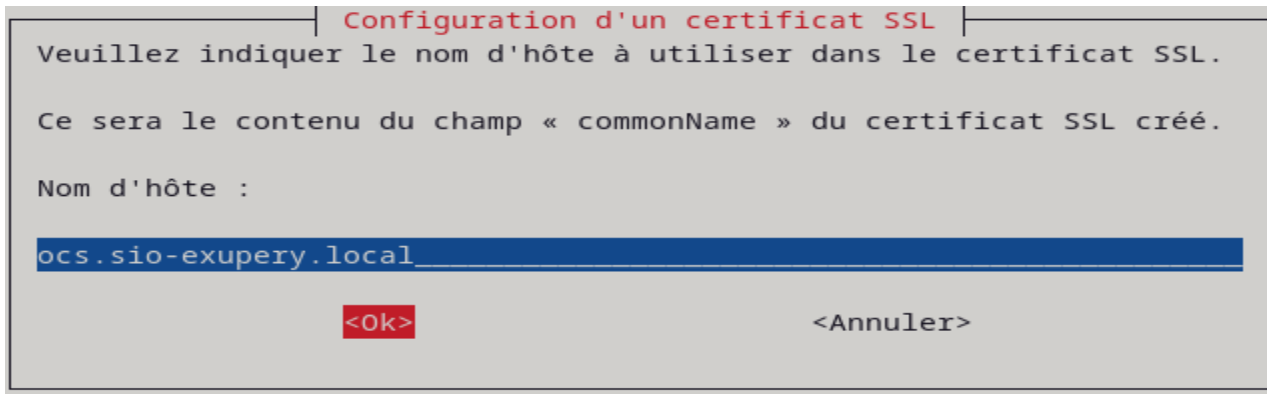 Configuration d'un certificat SSL
Veuillez indiquer le nom d'hôte à utiliser dans le certificat SSL.
Ce sera le contenu du champ « commonName » du certificat SSL créé.
Nom d'hôte :
ocs.sio-exupery.local______________________________________________
<Ok> <Annuler>